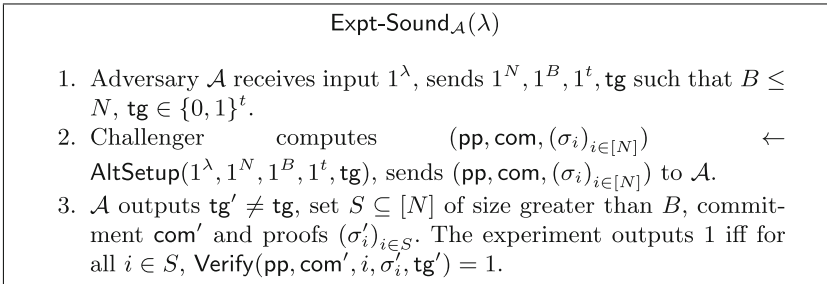 Expt-Sound𝒜(λ)
1. Adversary 𝒜 receives input 1^λ, sends 1^N, 1^B, 1^t, tg such that B ≤
N, tg ∈ {0, 1}^t.
2. Challenger computes (pp, com, (σ_i)_{i∈[N]}) ←
AltSetup(1^λ, 1^N, 1^B, 1^t, tg), sends (pp, com, (σ_i)_{i∈[N]}) to 𝒜.
3. 𝒜 outputs tg′ ≠ tg, set S ⊆ [N] of size greater than B, commit-
ment com′ and proofs (σ′_i)_{i∈S}. The experiment outputs 1 iff for
all i ∈ S, Verify(pp, com′, i, σ′_i, tg′) = 1.